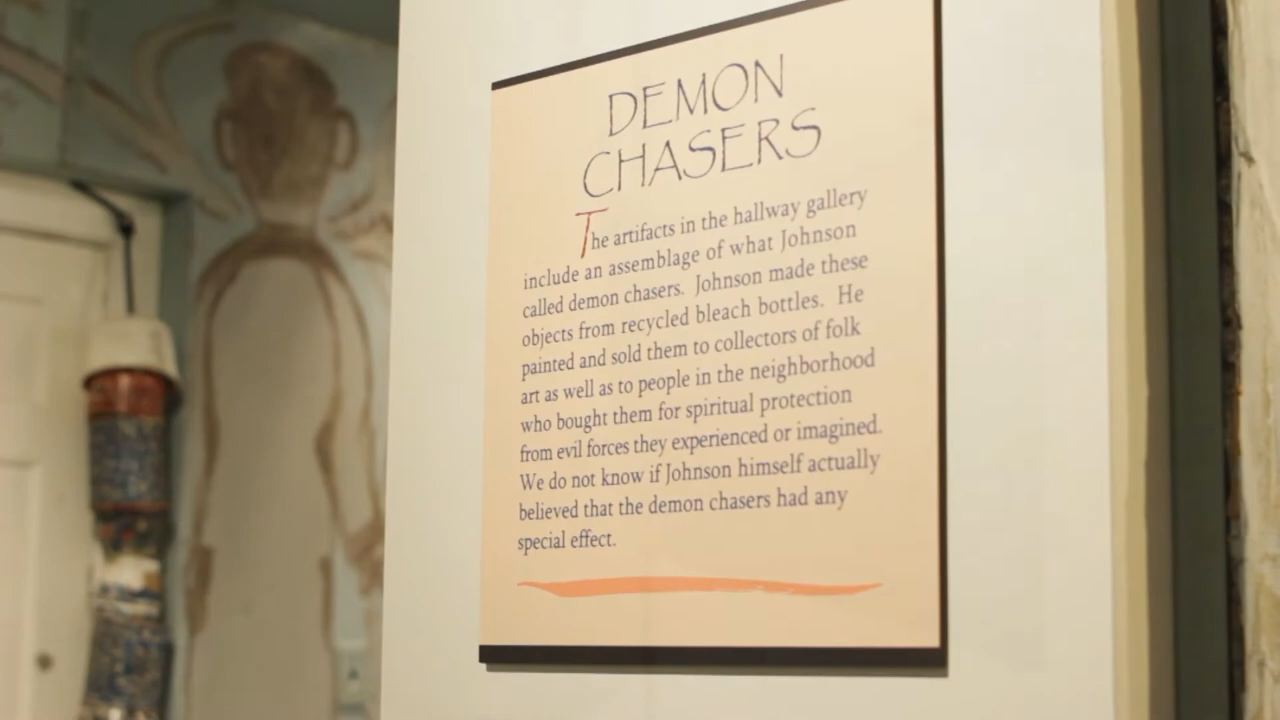 DEMON
CHASERS
The artifacts in the hallway gallery
include an assemblage of what Johnson
called demon chasers. Johnson made these
objects from recycled bleach bottles. He
painted and sold them to collectors of folk
art as well as to people in the neighborhood
who bought them for spiritual protection
from evil forces they experienced or imagined.
We do not know if Johnson himself actually
believed that the demon chasers had any
special effect.